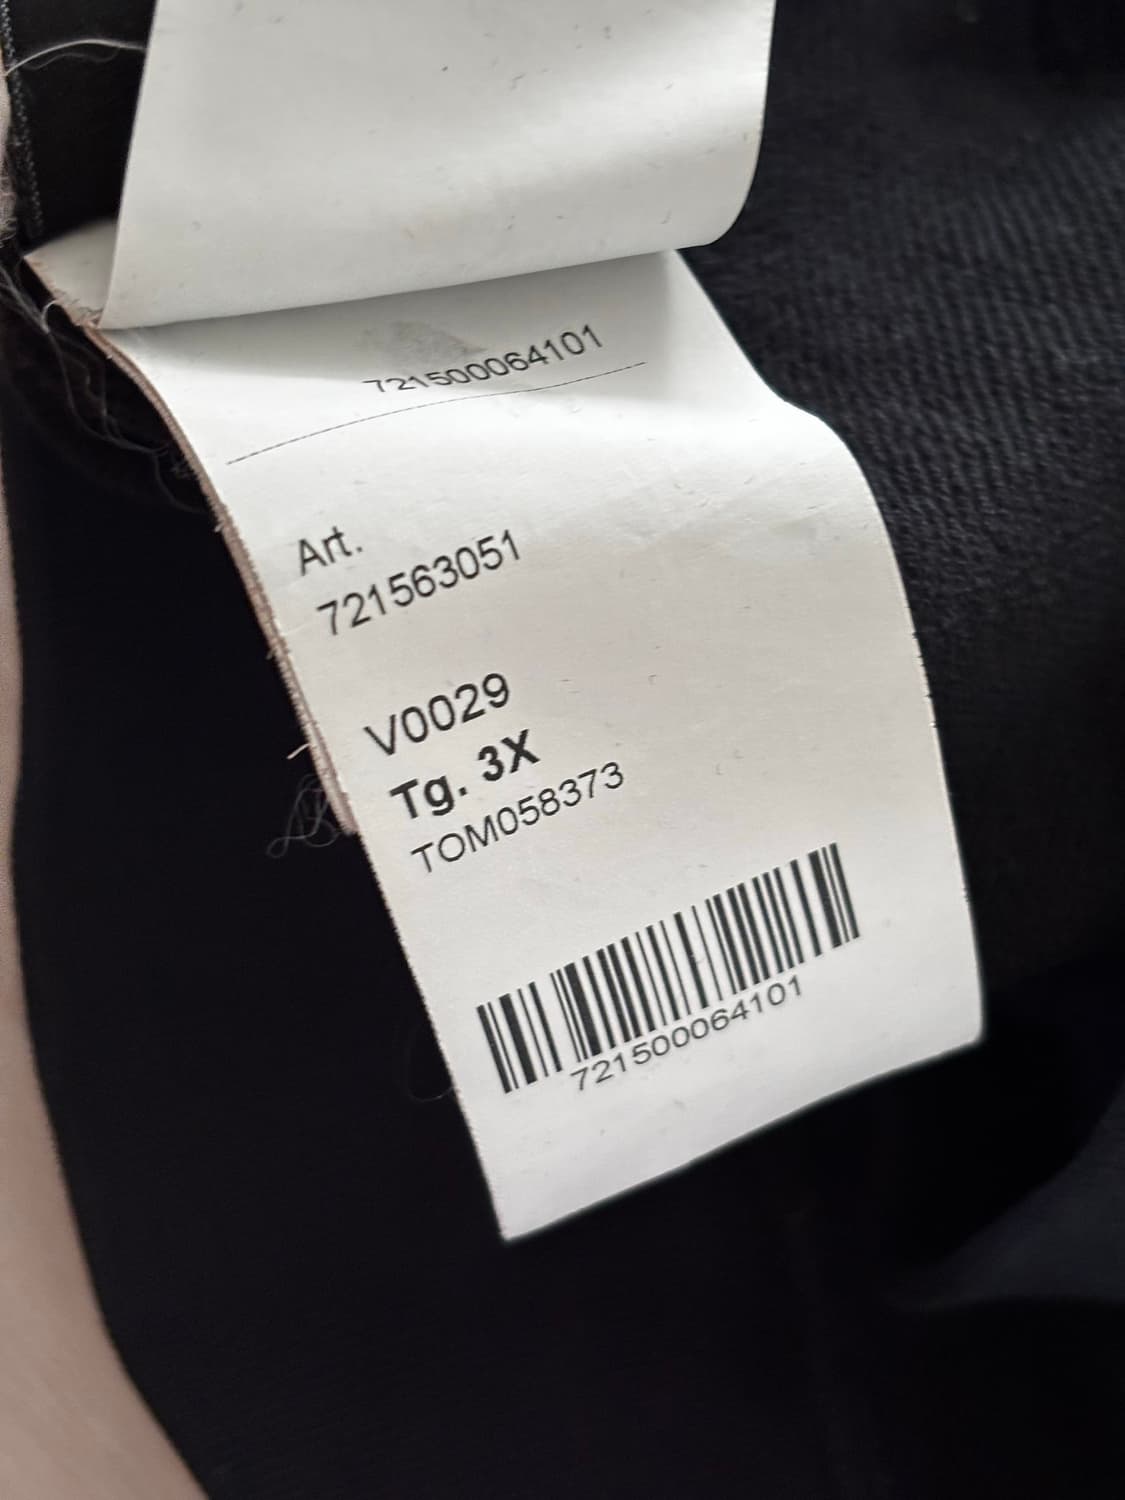 721500064101
Art.
721563051
V0029
Tg. 3X
TOM058373
721500064101